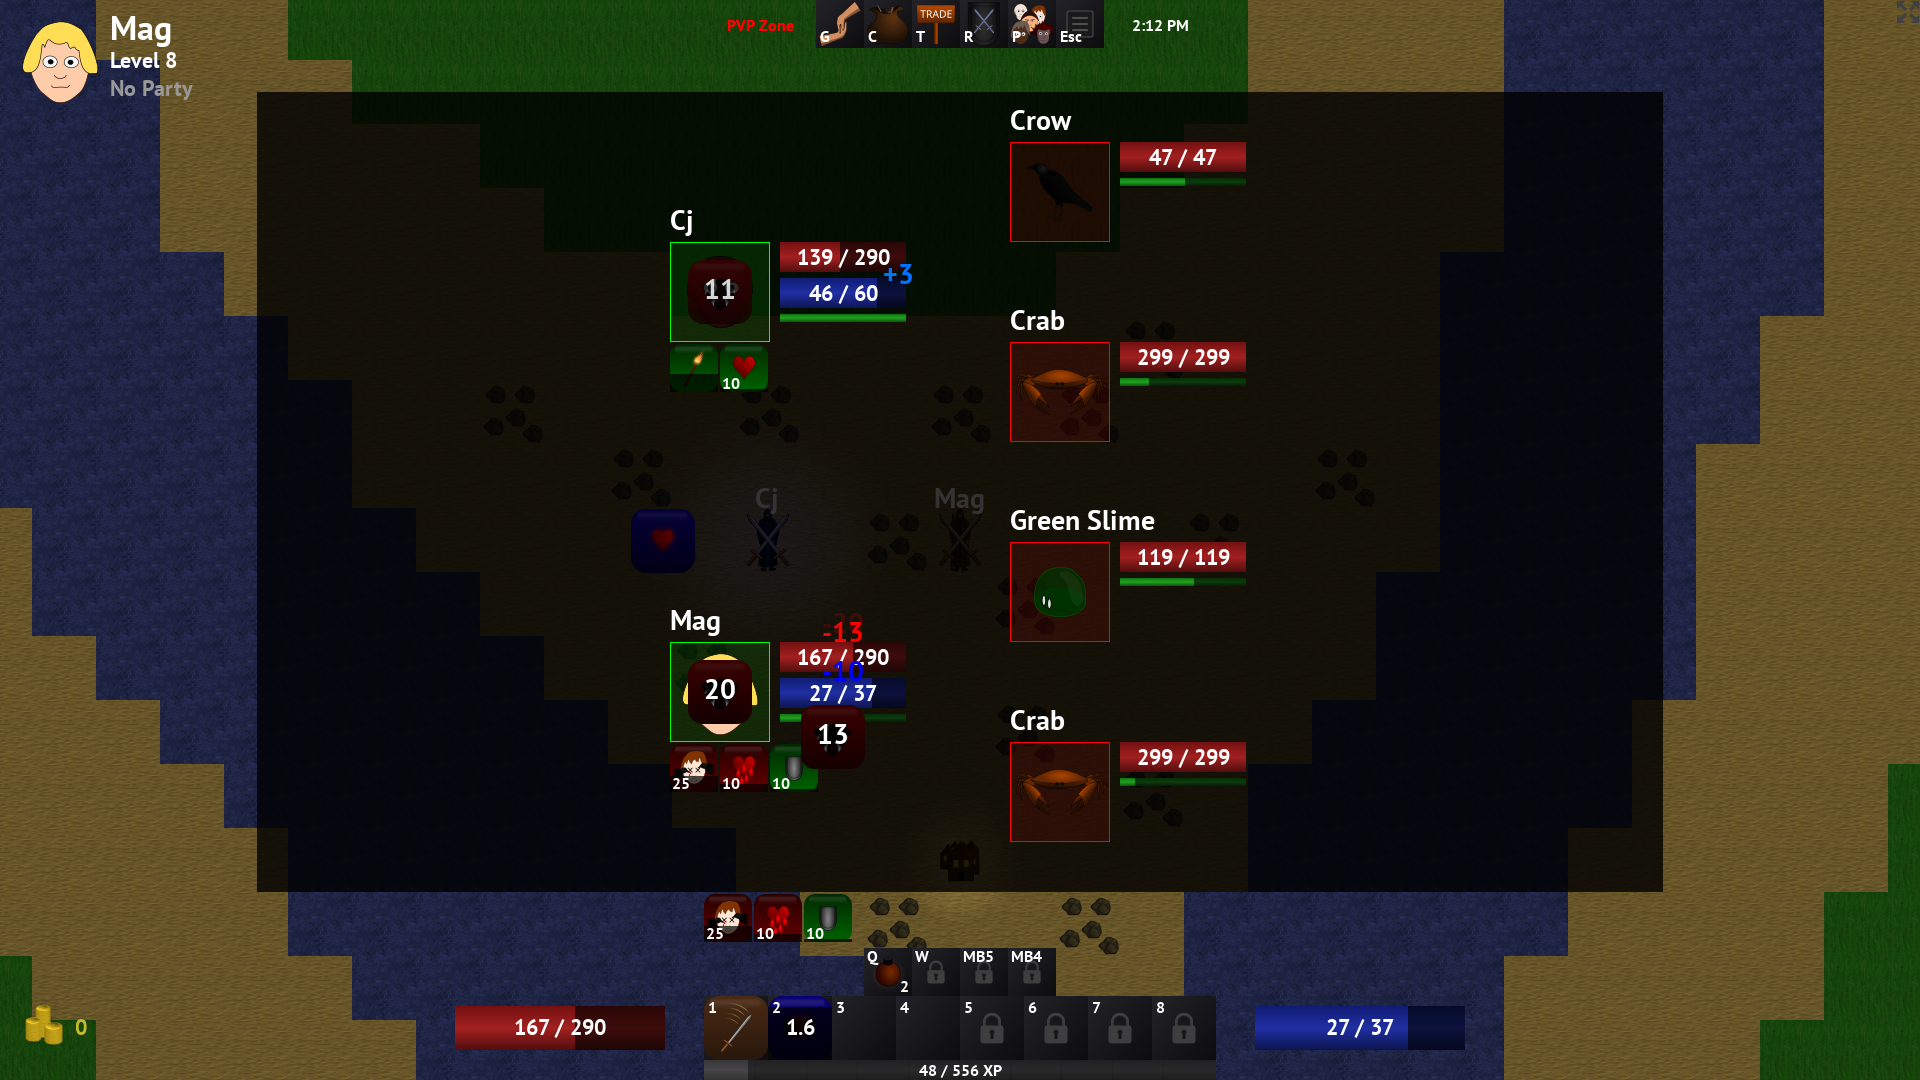 Mag
Level 8
No Party
PVP Zone
G
C
TRADE
T
R
P
Esc
2:12 PM
Crow
47 / 47
Cj
11
139 / 290
+3
46 / 60
10
Crab
299 / 299
Cj
Mag
Green Slime
119 / 119
Mag
20
-13
167 / 290
-10
27 / 37
13
25
10
10
Crab
299 / 299
25
10
10
Q
2
W
MB5
MB4
0
167 / 290
1
2
1.6
3
4
5
6
7
8
27 / 37
48 / 556 XP